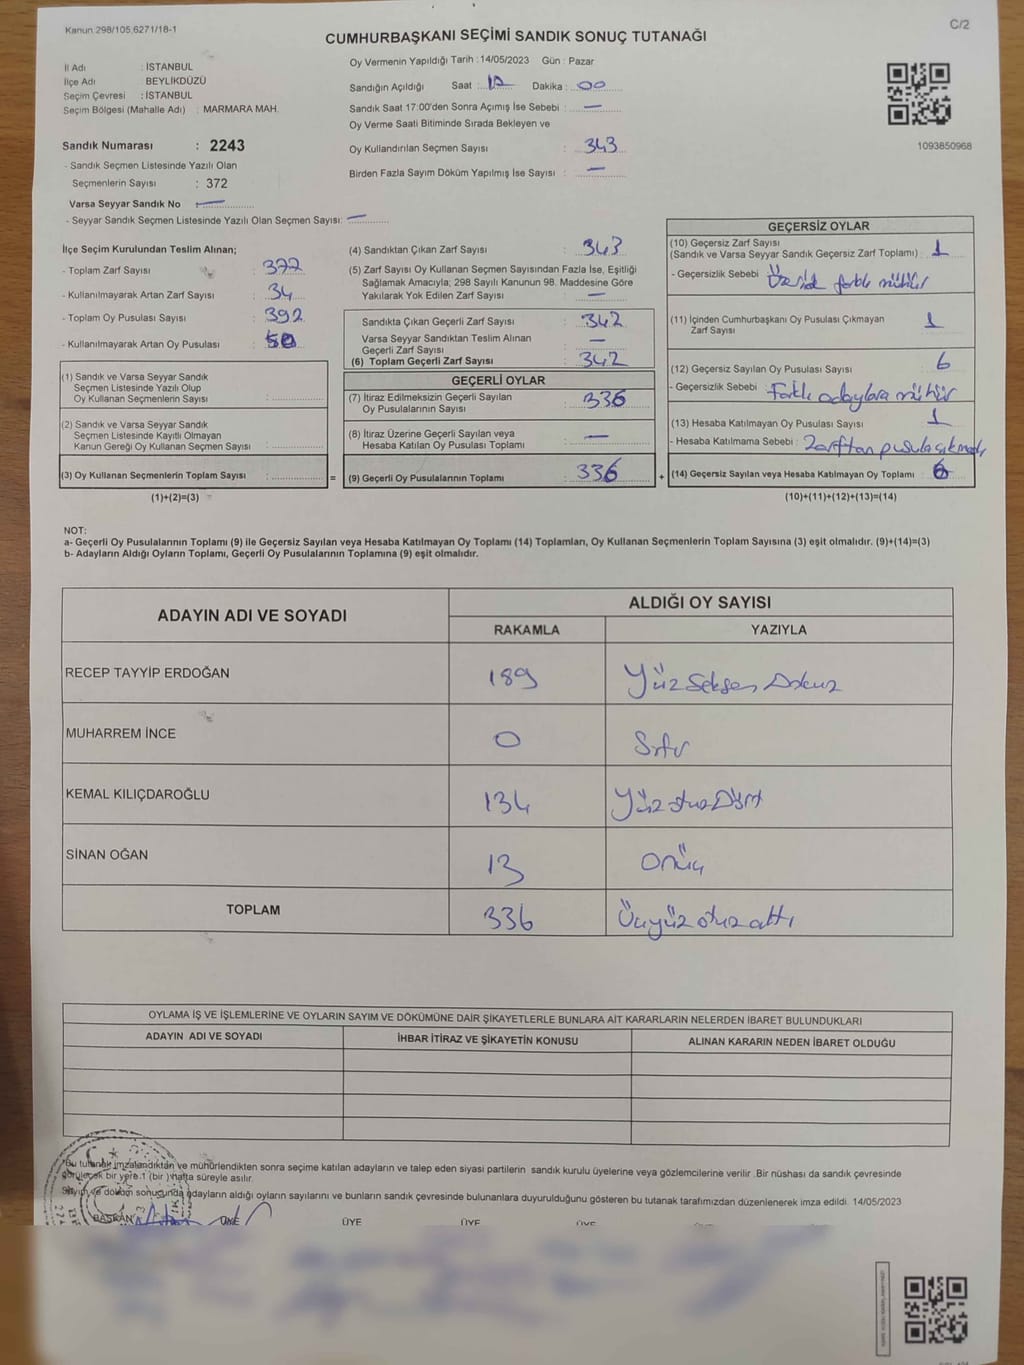 Kanun:298/105,6271/18-1
C/2
CUMHURBAŞKANI SEÇİMİ SANDIK SONUÇ TUTANAĞI
İl Adı : İSTANBUL
İlçe Adı : BEYLİKDÜZÜ
Seçim Çevresi : İSTANBUL
Seçim Bölgesi (Mahalle Adı) : MARMARA MAH.
Sandık Numarası : 2243
- Sandık Seçmen Listesinde Yazılı Olan
Seçmenlerin Sayısı : 372
Varsa Seyyar Sandık No —
- Seyyar Sandık Seçmen Listesinde Yazılı Olan Seçmen Sayısı: —
Oy Vermenin Yapıldığı Tarih : 14/05/2023 Gün : Pazar
Sandığın Açıldığı Saat : 17 Dakika : 00
Sandık Saat 17:00'den Sonra Açımış İse Sebebi : —
Oy Verme Saati Bitiminde Sırada Bekleyen ve
Oy Kullandırılan Seçmen Sayısı : 343
Birden Fazla Sayım Döküm Yapılmış İse Sayısı : —
1093850968
İlçe Seçim Kurulundan Teslim Alınan;
- Toplam Zarf Sayısı : 377
- Kullanılmayarak Artan Zarf Sayısı : 34
- Toplam Oy Pusulası Sayısı : 392
- Kullanılmayarak Artan Oy Pusulası :
(1) Sandık ve Varsa Seyyar Sandık
Seçmen Listesinde Yazılı Olup
Oy Kullanan Seçmenlerin Sayısı :
(2) Sandık ve Varsa Seyyar Sandık
Seçmen Listesinde Kayıtlı Olmayan
Kanun Gereği Oy Kullanan Seçmen Sayısı :
(3) Oy Kullanan Seçmenlerin Toplam Sayısı : =
(1)+(2)=(3)
(4) Sandıktan Çıkan Zarf Sayısı : 343
(5) Zarf Sayısı Oy Kullanan Seçmen Sayısından Fazla İse, Eşitliği
Sağlamak Amacıyla; 298 Sayılı Kanunun 98. Maddesine Göre
Yakılarak Yok Edilen Zarf Sayısı : —
Sandıkta Çıkan Geçerli Zarf Sayısı : 342
Varsa Seyyar Sandıktan Teslim Alınan
Geçerli Zarf Sayısı : —
(6) Toplam Geçerli Zarf Sayısı : 342
GEÇERLİ OYLAR
(7) İtiraz Edilmeksizin Geçerli Sayılan
Oy Pusulalarının Sayısı : 336
(8) İtiraz Üzerine Geçerli Sayılan veya
Hesaba Katılan Oy Pusulası Toplamı : —
(9) Geçerli Oy Pusulalarının Toplamı : 336 +
GEÇERSİZ OYLAR
(10) Geçersiz Zarf Sayısı
(Sandık ve Varsa Seyyar Sandık Geçersiz Zarf Toplamı) : 1
- Geçersizlik Sebebi : Üzeride farklı mühür
(11) İçinden Cumhurbaşkanı Oy Pusulası Çıkmayan
Zarf Sayısı : 1
(12) Geçersiz Sayılan Oy Pusulası Sayısı : 6
- Geçersizlik Sebebi : Farklı adaylara mühür
(13) Hesaba Katılmayan Oy Pusulası Sayısı : 1
- Hesaba Katılmama Sebebi : Zarftan pusula çıkmadı
(14) Geçersiz Sayılan veya Hesaba Katılmayan Oy Toplamı : 6
(10)+(11)+(12)+(13)=(14)
NOT:
a- Geçerli Oy Pusulalarının Toplamı (9) ile Geçersiz Sayılan veya Hesaba Katılmayan Oy Toplamı (14) Toplamları, Oy Kullanan Seçmenlerin Toplam Sayısına (3) eşit olmalıdır. (9)+(14)=(3)
b- Adayların Aldığı Oyların Toplamı, Geçerli Oy Pusulalarının Toplamına (9) eşit olmalıdır.
ADAYIN ADI VE SOYADI
ALDIĞI OY SAYISI
RAKAMLA YAZIYLA
RECEP TAYYİP ERDOĞAN 189 Yüz Seksen Dokuz
MUHARREM İNCE 0 Sıfır
KEMAL KILIÇDAROĞLU 134 Yüz otuz Dört
SİNAN OĞAN 13 onüç
TOPLAM 336 Üçyüz otuz altı
OYLAMA İŞ VE İŞLEMLERİNE VE OYLARIN SAYIM VE DÖKÜMÜNE DAİR ŞİKAYETLERLE BUNLARA AİT KARARLARIN NELERDEN İBARET BULUNDUKLARI
ADAYIN ADI VE SOYADI İHBAR İTİRAZ VE ŞİKAYETİN KONUSU ALINAN KARARIN NEDEN İBARET OLDUĞU
Bu tutanak imzalandıktan ve mühürlendikten sonra seçime katılan adayların ve talep eden siyasi partilerin sandık kurulu üyelerine veya gözlemcilerine verilir. Bir nüshası da sandık çevresinde
görülecek bir yere 1 (bir) hafta süreyle asılır.
Sayım ve döküm sonucunda adayların aldığı oyların sayılarını ve bunların sandık çevresinde bulunanlara duyurulduğunu gösteren bu tutanak tarafımızdan düzenlenerek imza edildi. 14/05/2023
BAŞKAN ÜYE ÜYE ÜYE ÜYE